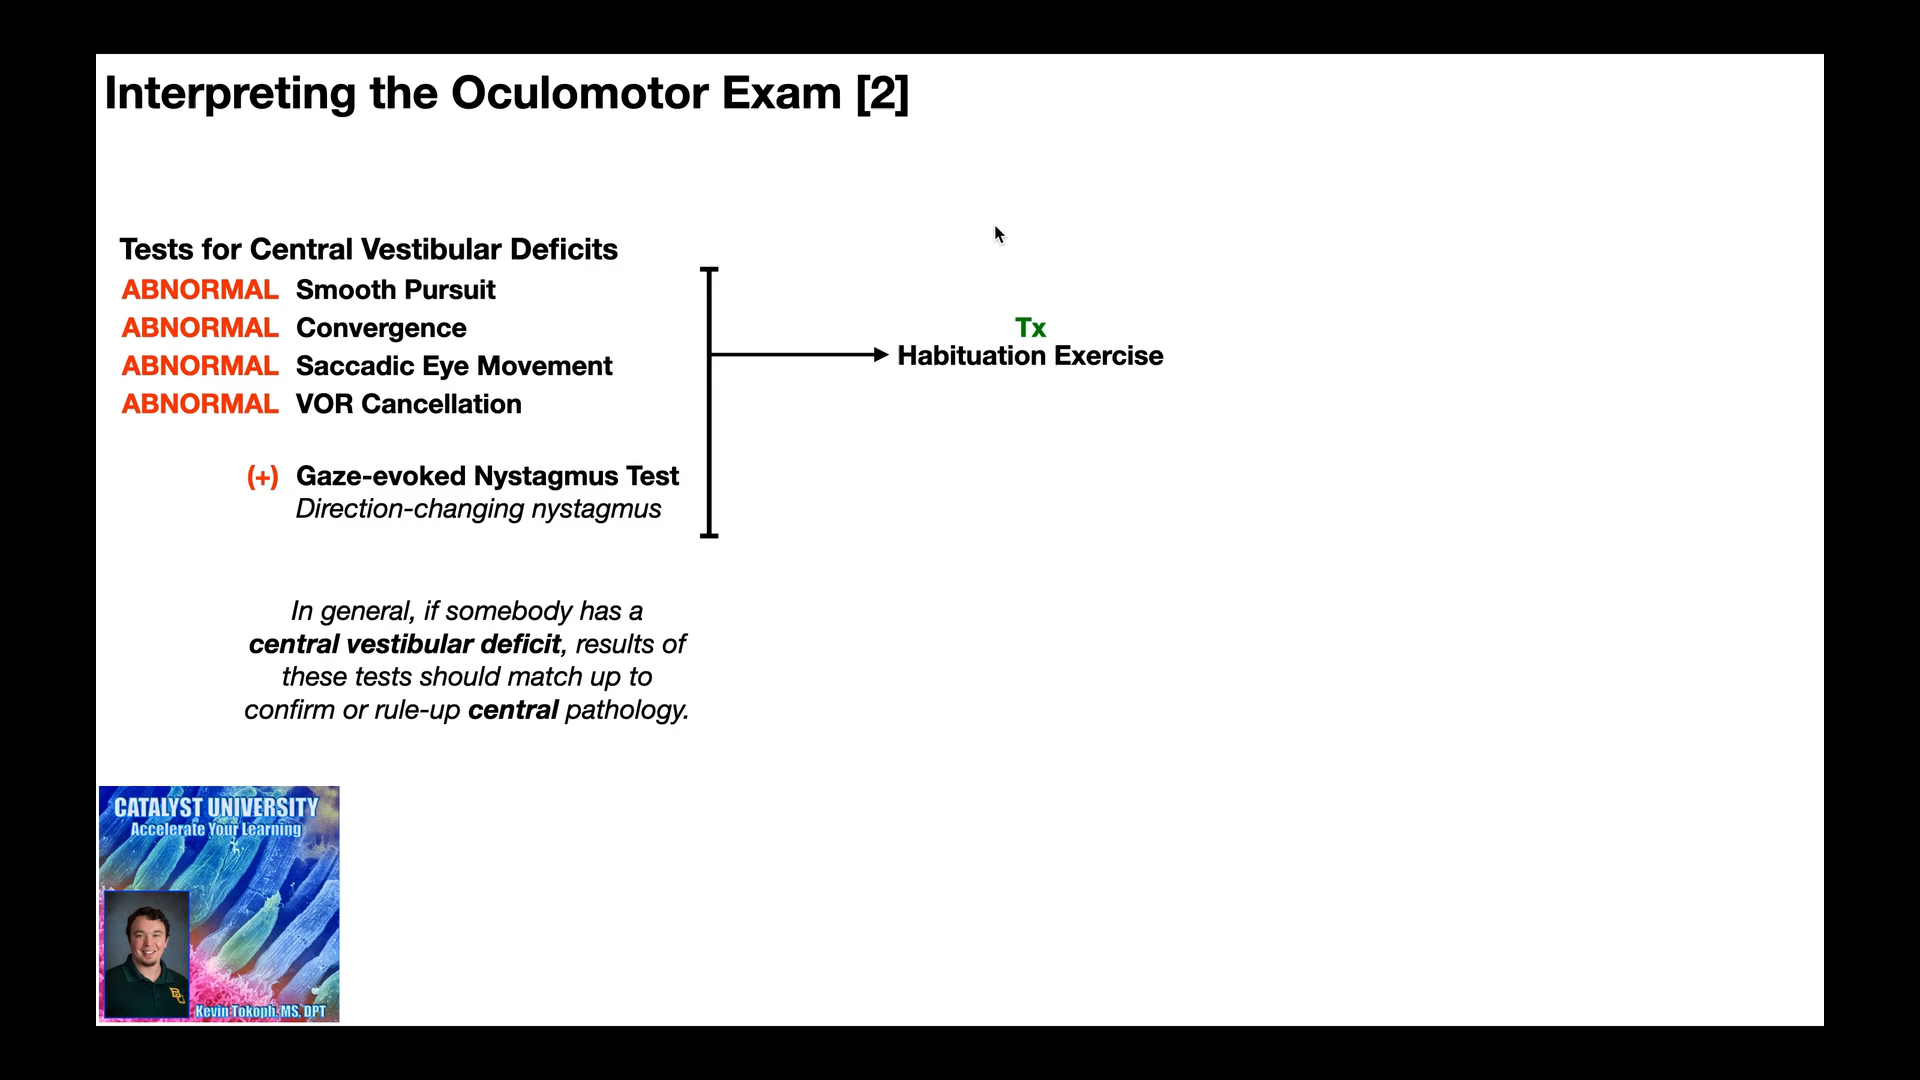 Interpreting the Oculomotor Exam [2]
Tests for Central Vestibular Deficits
ABNORMAL Smooth Pursuit
ABNORMAL Convergence
ABNORMAL Saccadic Eye Movement
ABNORMAL VOR Cancellation
(+) Gaze-evoked Nystagmus Test
Direction-changing nystagmus
Tx
Habituation Exercise
In general, if somebody has a
central vestibular deficit, results of
these tests should match up to
confirm or rule-up central pathology.
CATALYST UNIVERSITY
Accelerate Your Learning
Kevin Tokoph, MS, DPT